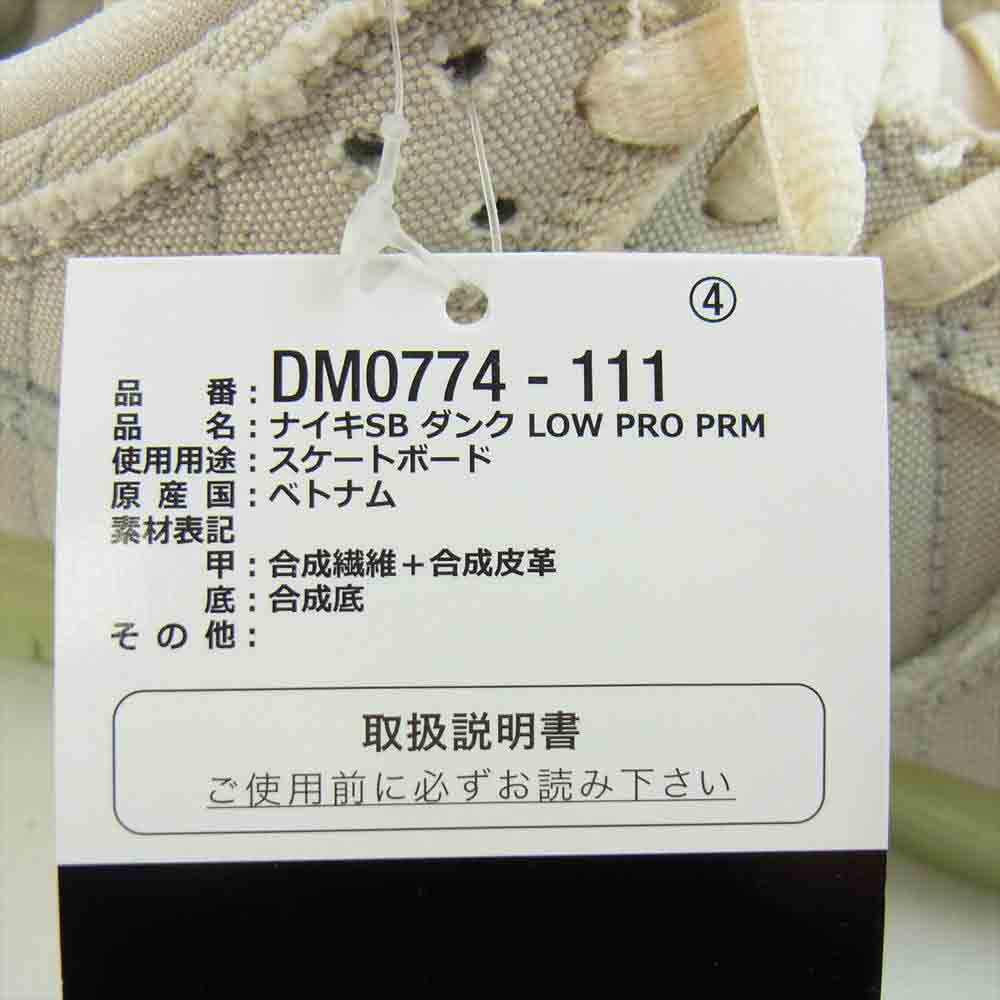 ④
品番:DM0774 - 111
品名:ナイキSB ダンク LOW PRO PRM
使用用途:スケートボード
原産国:ベトナム
素材表記
甲:合成繊維+合成皮革
底:合成底
その他:
取扱説明書
ご使用前に必ずお読み下さい